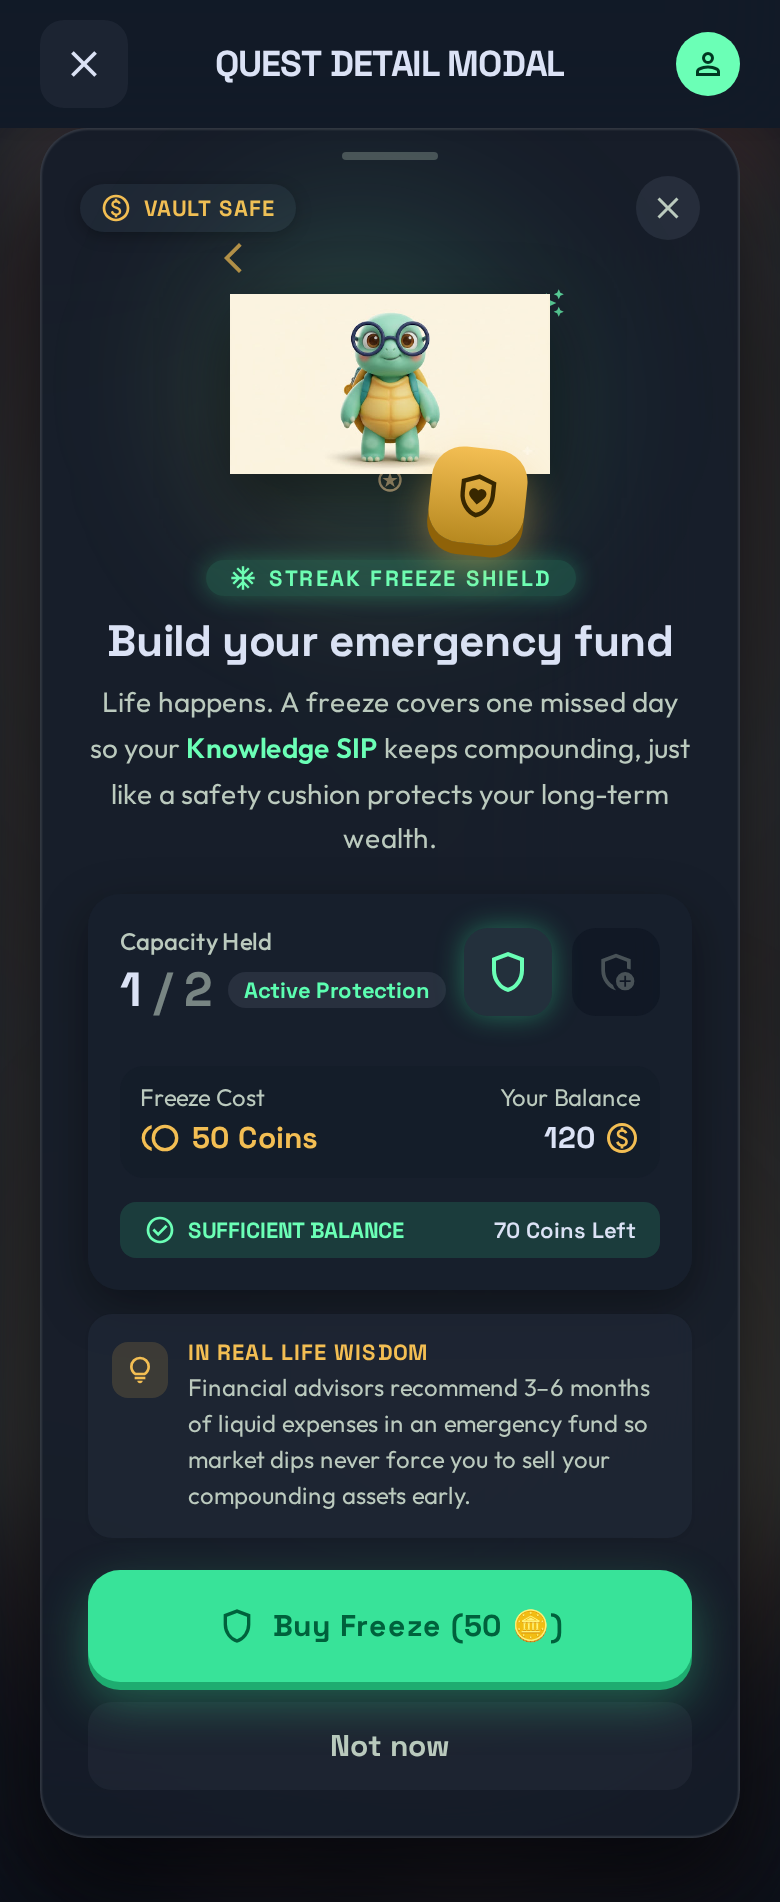 QUEST DETAIL MODAL
VAULT SAFE
STREAK FREEZE SHIELD
Build your emergency fund
Life happens. A freeze covers one missed day
so your Knowledge SIP keeps compounding, just
like a safety cushion protects your long-term
wealth.
Capacity Held
1 / 2 Active Protection
Freeze Cost
50 Coins
Your Balance
120
SUFFICIENT BALANCE
70 Coins Left
IN REAL LIFE WISDOM
Financial advisors recommend 3–6 months
of liquid expenses in an emergency fund so
market dips never force you to sell your
compounding assets early.
Buy Freeze (50 🪙)
Not now